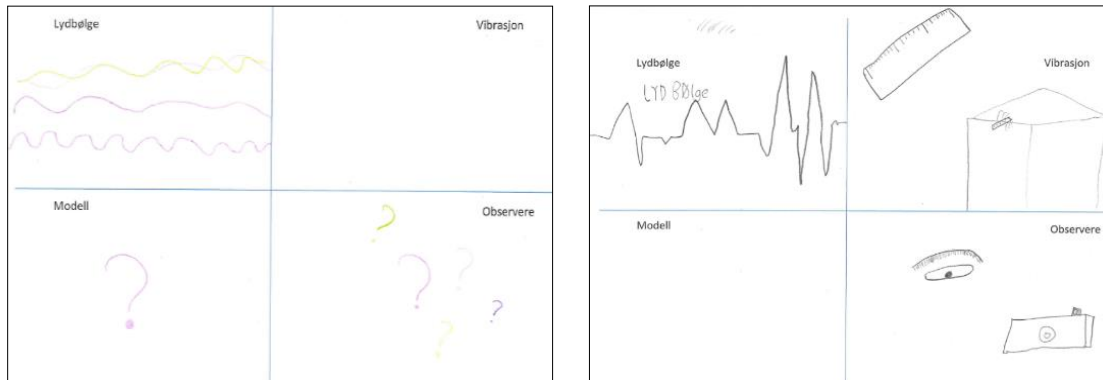 Lydbølge
Vibrasjon
Modell
Observere
?
?
?
?
?
?
Lydbølge
Vibrasjon
LYD BØlge
Modell
Observere